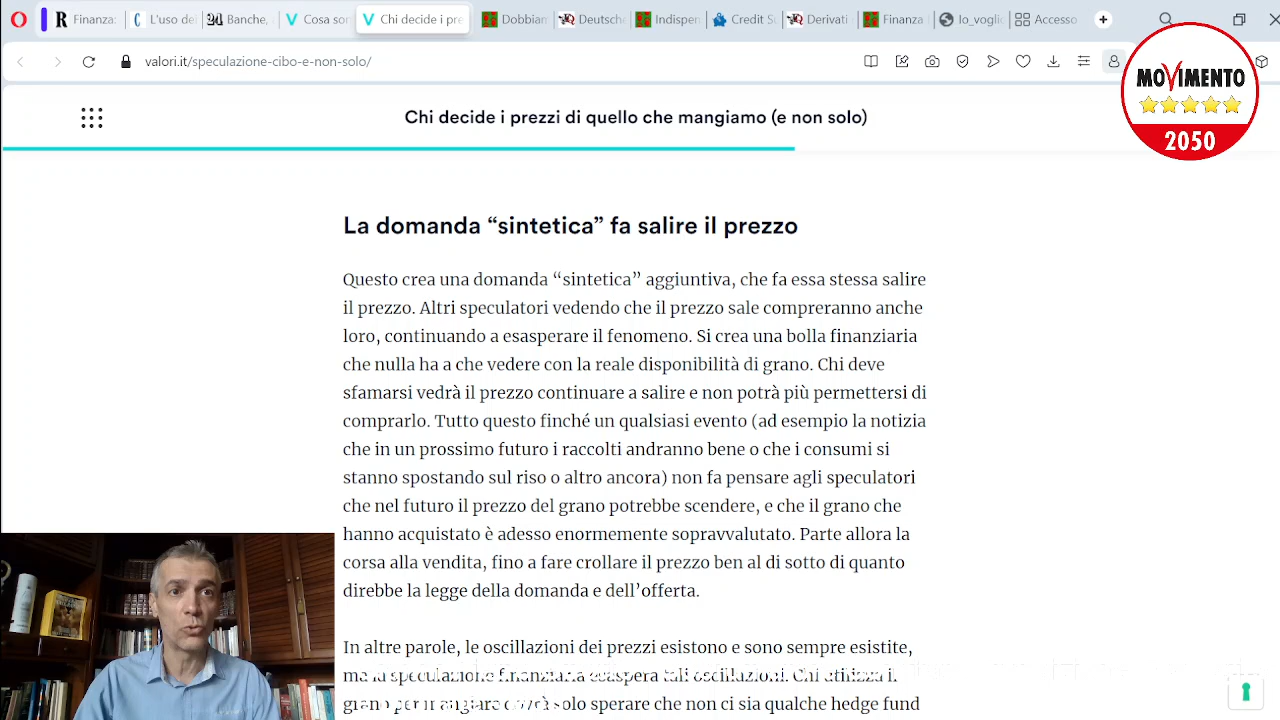 Finanza:
L'uso de
Banche,
Cosa so
Chi decide i pre
Dobbian
Deutsche
Indispen
Credit Su
Derivati
Finanza
Io_voglio
Accesso
valori.it/speculazione-cibo-e-non-solo/
MOVIMENTO
2050
Chi decide i prezzi di quello che mangiamo (e non solo)
La domanda “sintetica” fa salire il prezzo
Questo crea una domanda “sintetica” aggiuntiva, che fa essa stessa salire
il prezzo. Altri speculatori vedendo che il prezzo sale compreranno anche
loro, continuando a esasperare il fenomeno. Si crea una bolla finanziaria
che nulla ha a che vedere con la reale disponibilità di grano. Chi deve
sfamarsi vedrà il prezzo continuare a salire e non potrà più permettersi di
comprarlo. Tutto questo finché un qualsiasi evento (ad esempio la notizia
che in un prossimo futuro i raccolti andranno bene o che i consumi si
stanno spostando sul riso o altro ancora) non fa pensare agli speculatori
che nel futuro il prezzo del grano potrebbe scendere, e che il grano che
hanno acquistato è adesso enormemente sopravvalutato. Parte allora la
corsa alla vendita, fino a fare crollare il prezzo ben al di sotto di quanto
direbbe la legge della domanda e dell’offerta.
In altre parole, le oscillazioni dei prezzi esistono e sono sempre esistite,
solo sperare che non ci sia qualche hedge fund